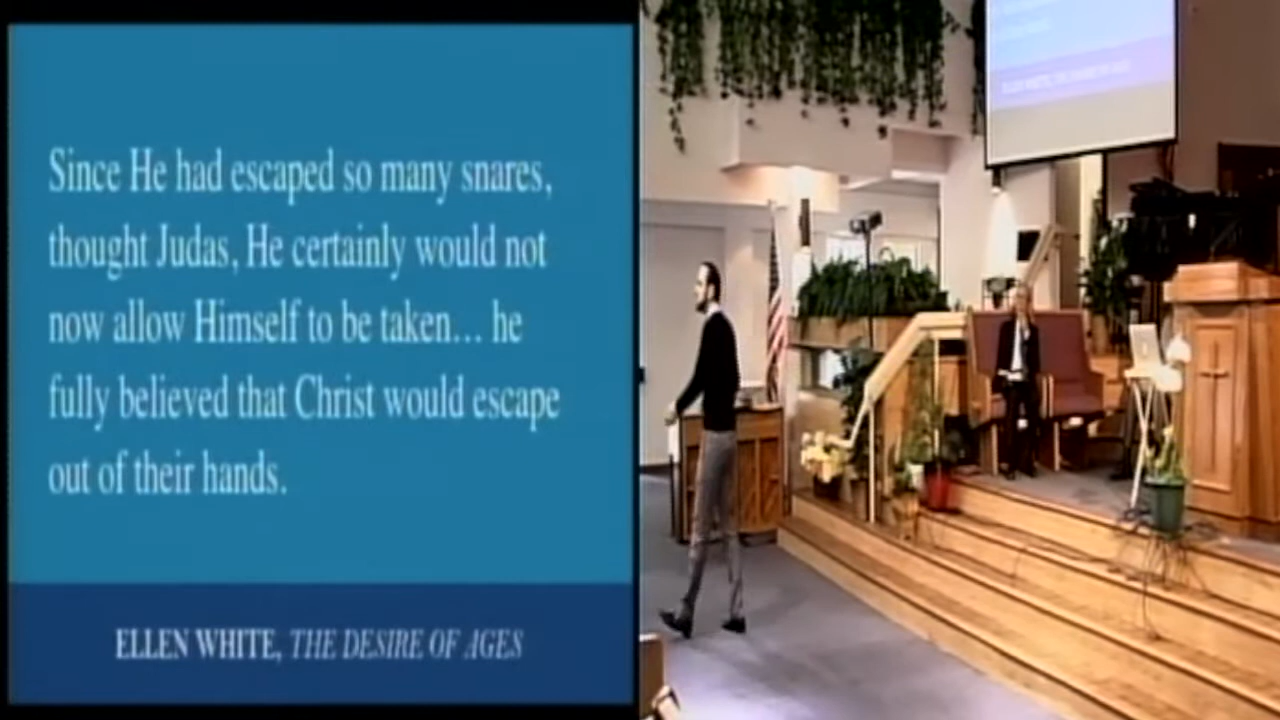 Since He had escaped so many snares,
thought Judas, He certainly would not
now allow Himself to be taken... he
fully believed that Christ would escape
out of their hands.
ELLEN WHITE, THE DESIRE OF AGES